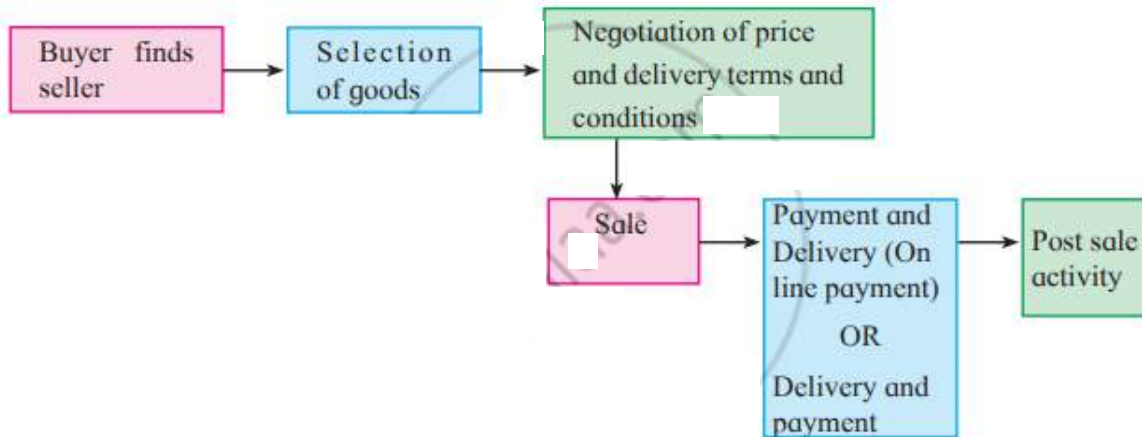 Buyer finds
seller
Selection
of goods
Negotiation of price
and delivery terms and
conditions
Sale
Payment and
Delivery (On
line payment)
OR
Delivery and
payment
Post sale
activity